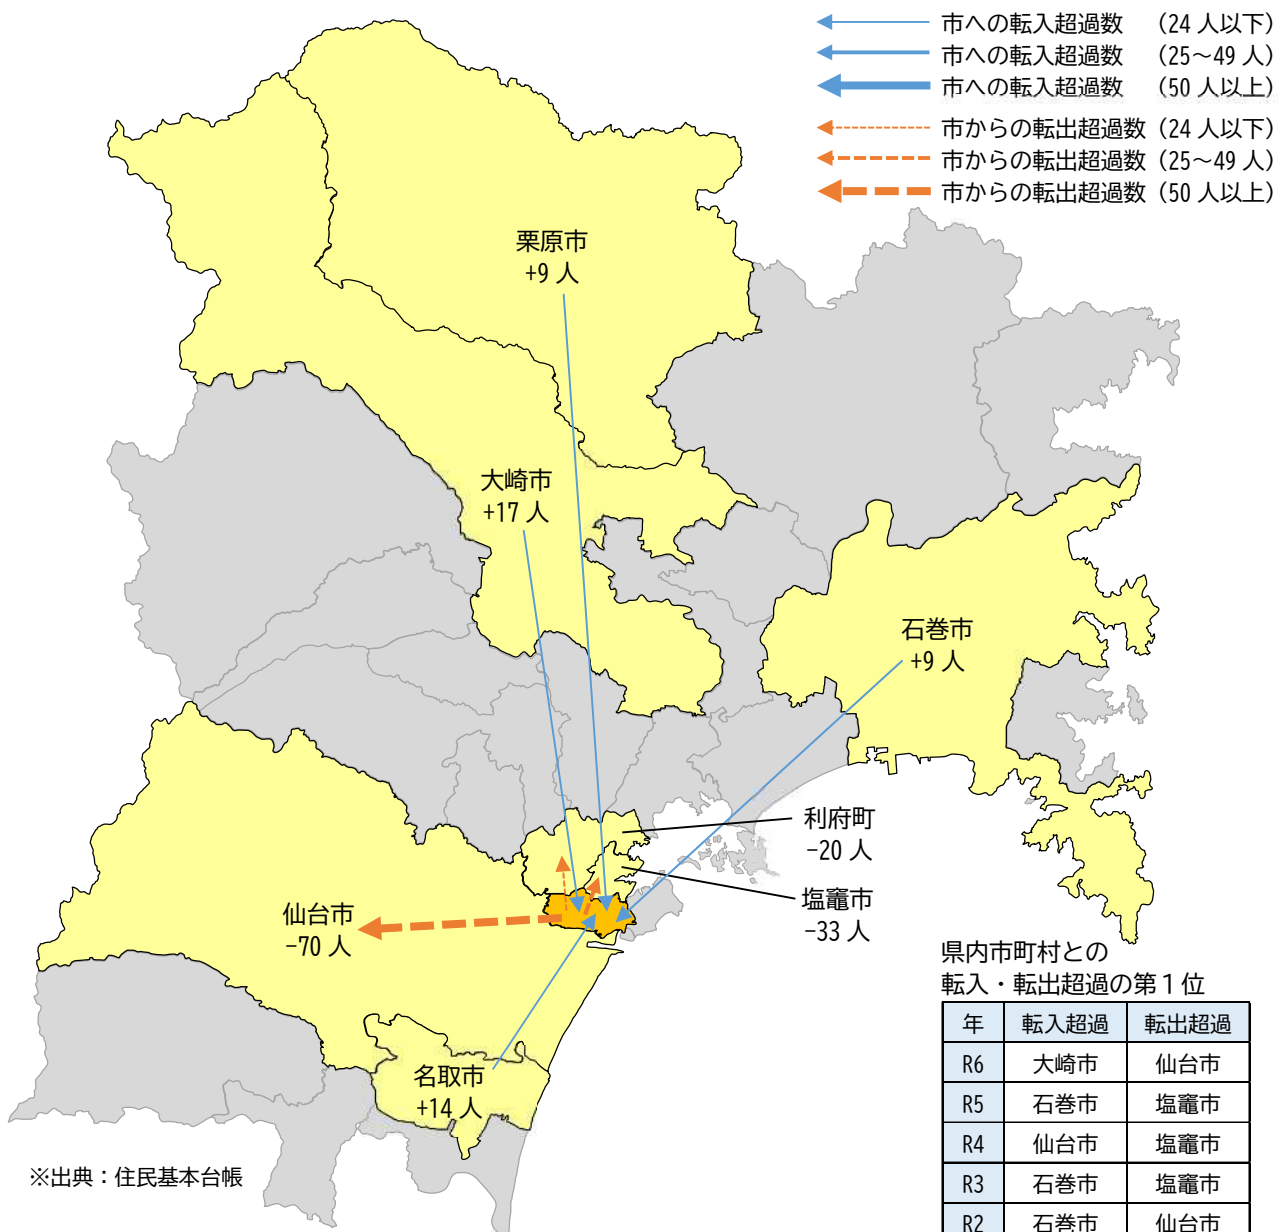 市への転入超過数 （24 人以下）
市への転入超過数 （25～49 人）
市への転入超過数 （50 人以上）
市からの転出超過数（24 人以下）
市からの転出超過数（25～49 人）
市からの転出超過数（50 人以上）
栗原市
+9 人
大崎市
+17 人
石巻市
+9 人
利府町
-20 人
塩竈市
-33 人
仙台市
-70 人
名取市
+14 人
県内市町村との
転入・転出超過の第１位
年 転入超過 転出超過
R6 大崎市 仙台市
R5 石巻市 塩竈市
R4 仙台市 塩竈市
R3 石巻市 塩竈市
R2 石巻市 仙台市
※出典：住民基本台帳